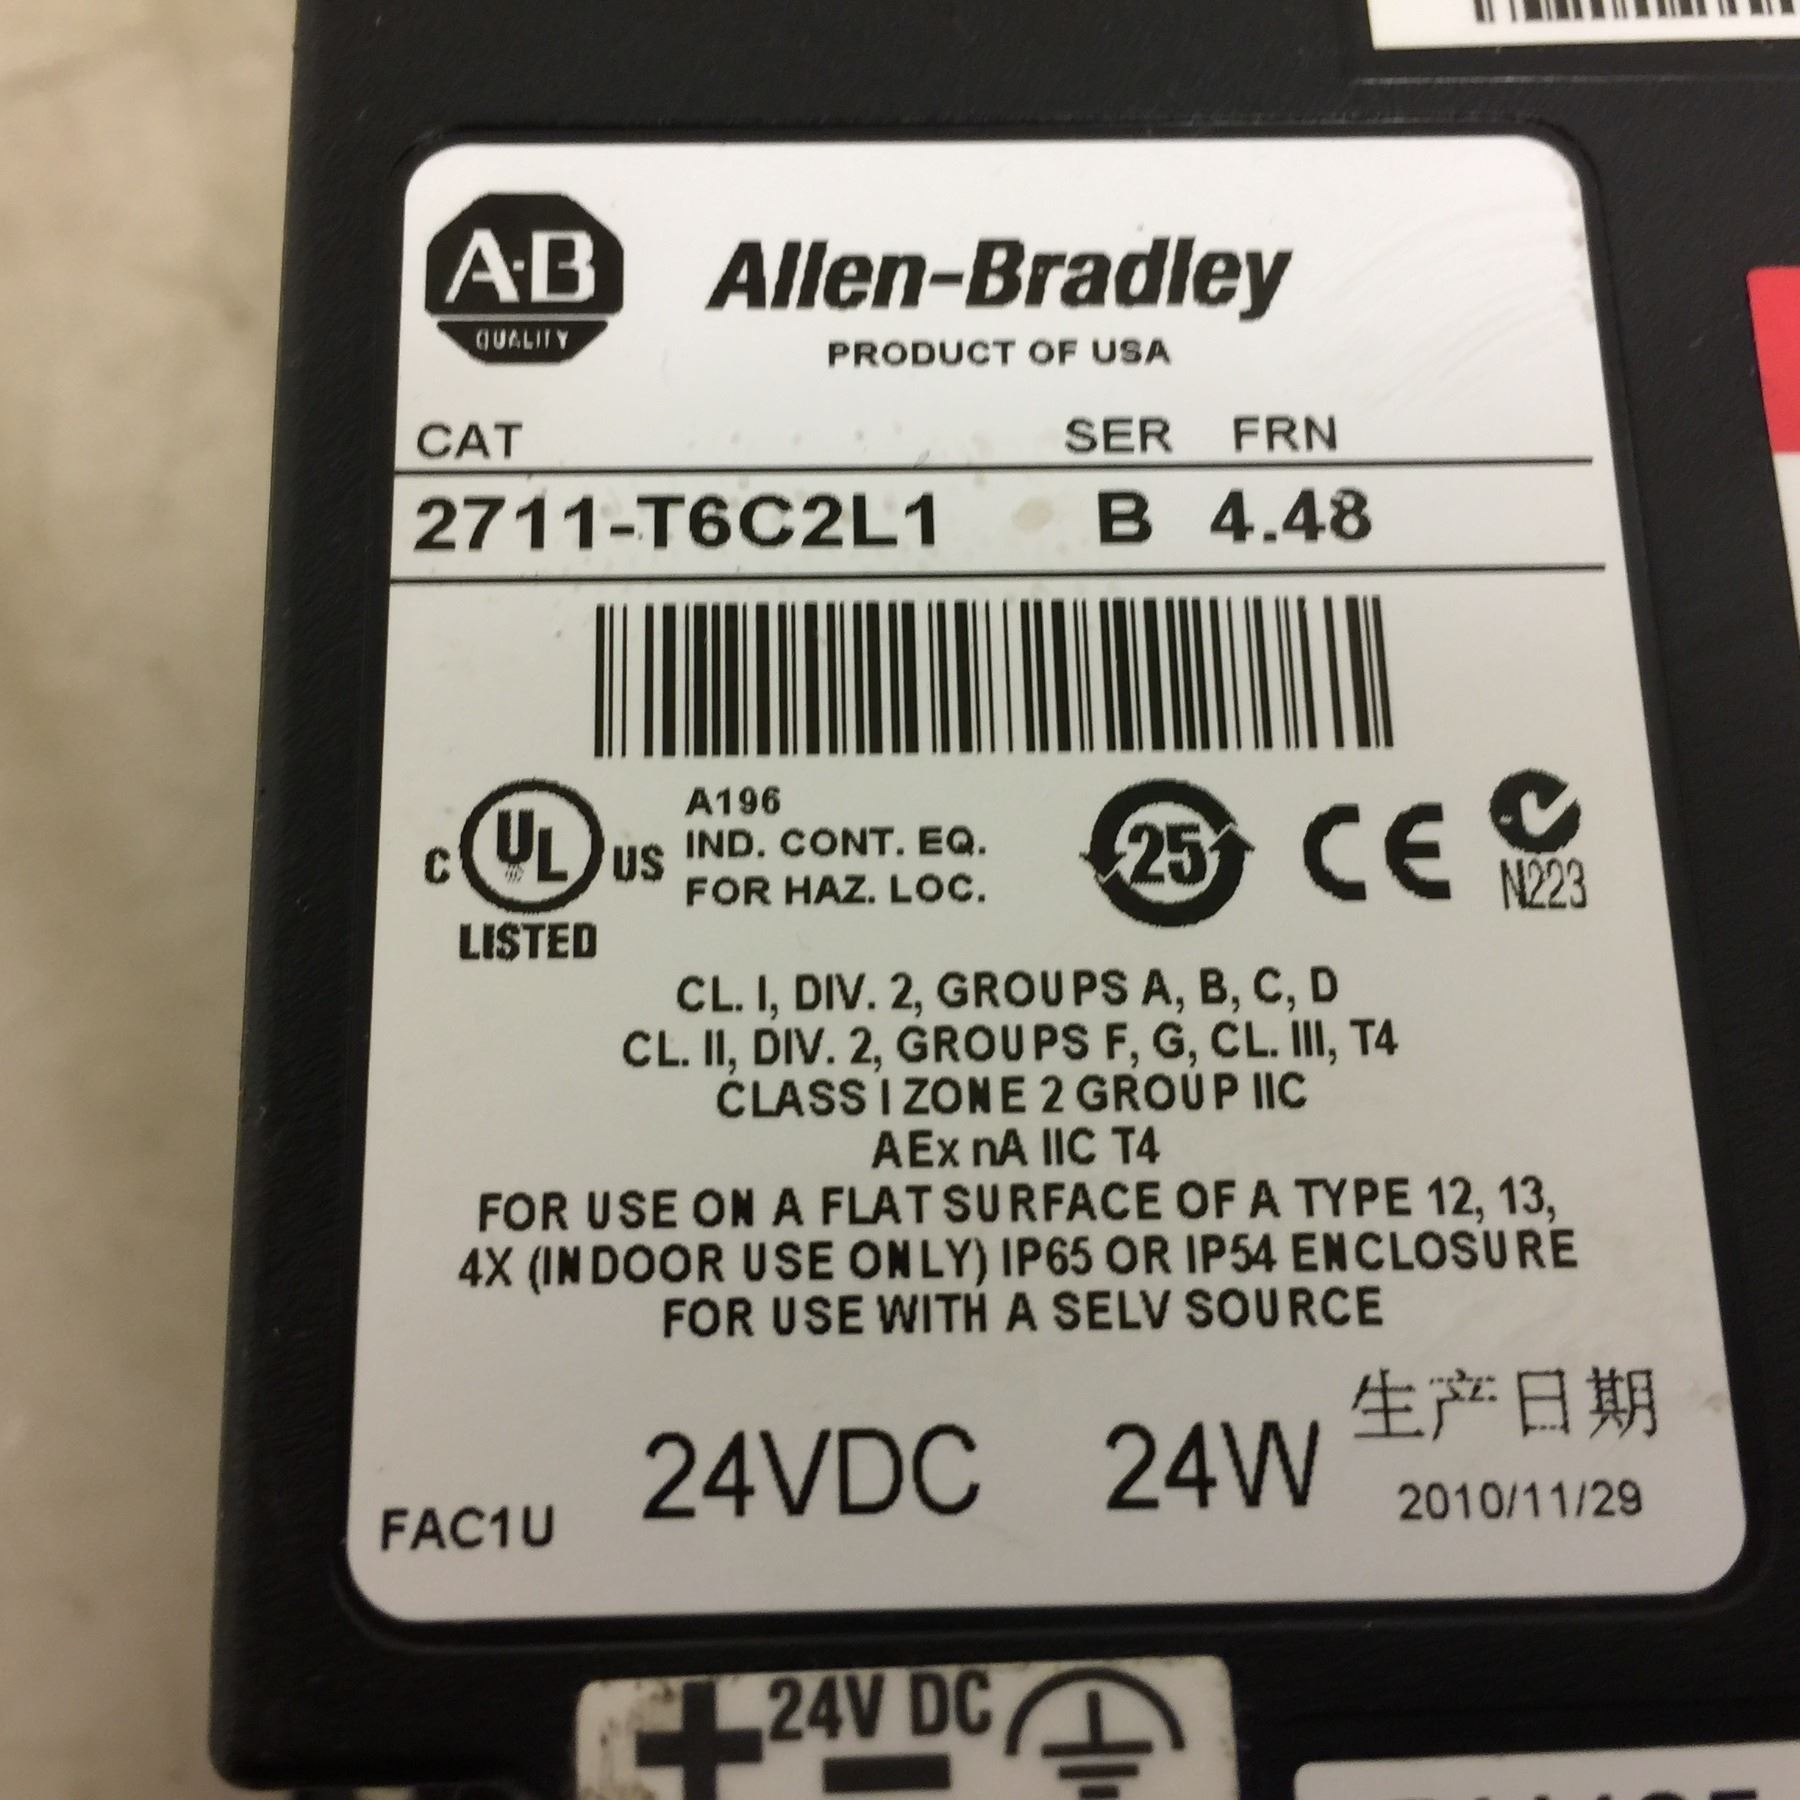 A·B
QUALITY
Allen-Bradley
PRODUCT OF USA
CAT SER FRN
2711-T6C2L1 B 4.48
C UL US
LISTED
A196
IND. CONT. EQ.
FOR HAZ. LOC.
25
CE
N223
CL. I, DIV. 2, GROUPS A, B, C, D
CL. II, DIV. 2, GROUPS F, G, CL. III, T4
CLASS I ZONE 2 GROUP IIC
AEx nA IIC T4
FOR USE ON A FLAT SURFACE OF A TYPE 12, 13,
4X (INDOOR USE ONLY) IP65 OR IP54 ENCLOSURE
FOR USE WITH A SELV SOURCE
生产日期
FAC1U 24VDC 24W 2010/11/29
24V DC